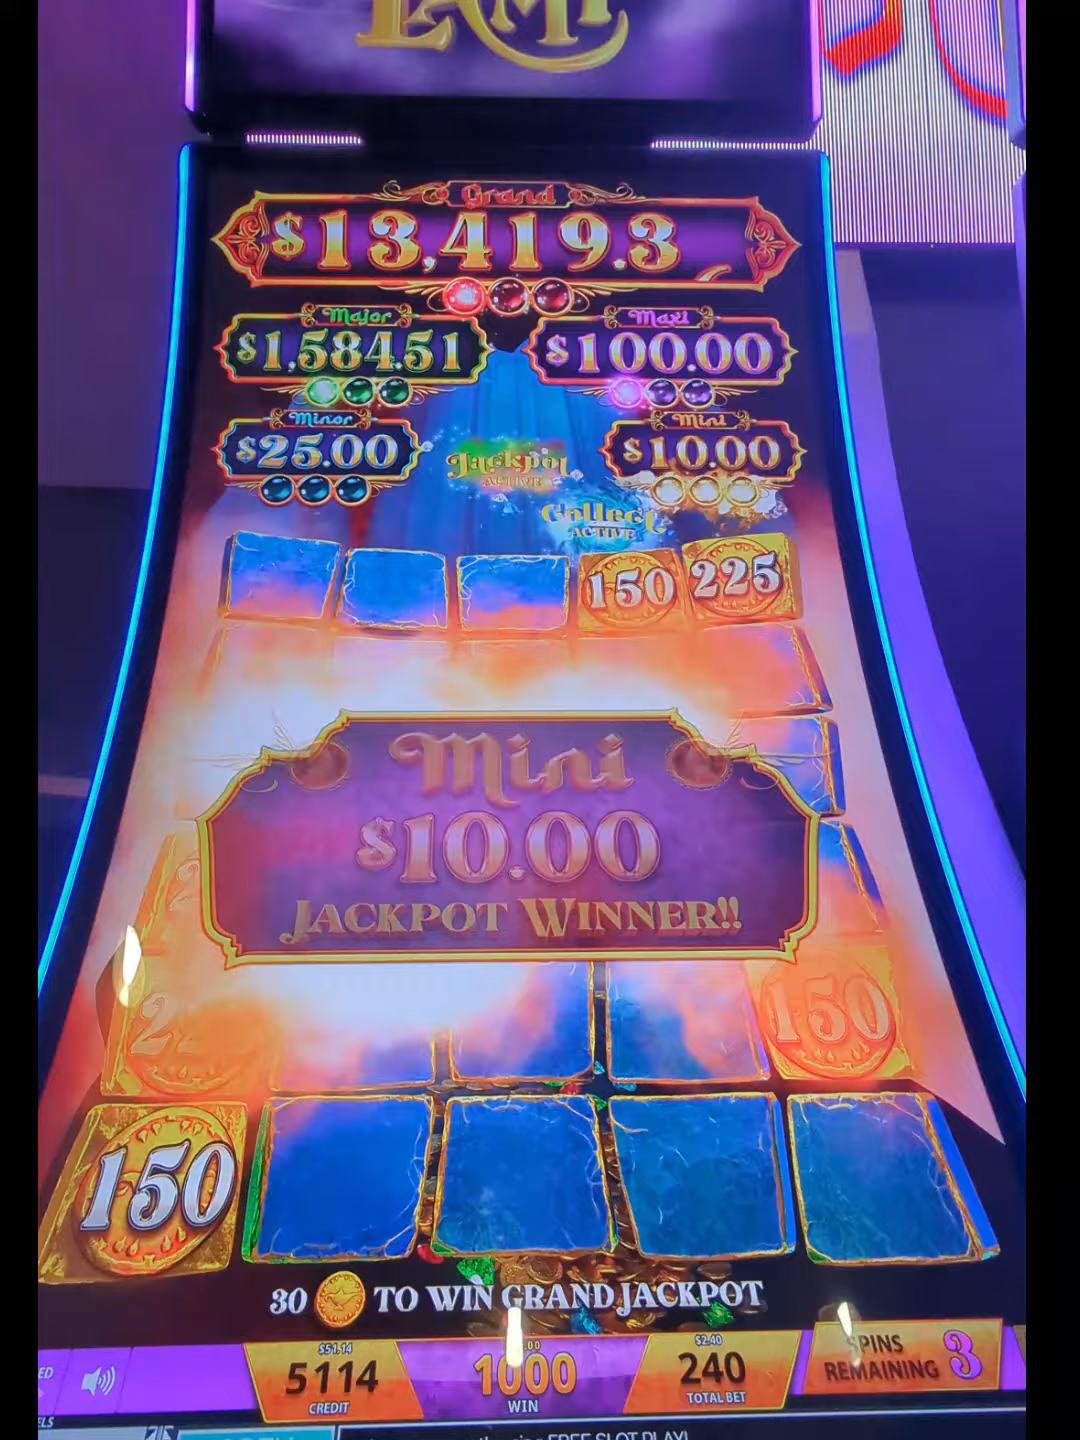 Grand
$13,419.3
Major
$1,584.51
Maxi
$100.00
Minor
$25.00
Mini
$10.00
Jackpot
ACTIVE
Collect
ACTIVE
150
225
Mini
$10.00
JACKPOT WINNER!!
150
150
30 TO WIN GRAND JACKPOT
$51.14
5114
CREDIT
1000
WIN
$2.40
240
TOTAL BET
SPINS
REMAINING
3
FREE SLOT PLAY!